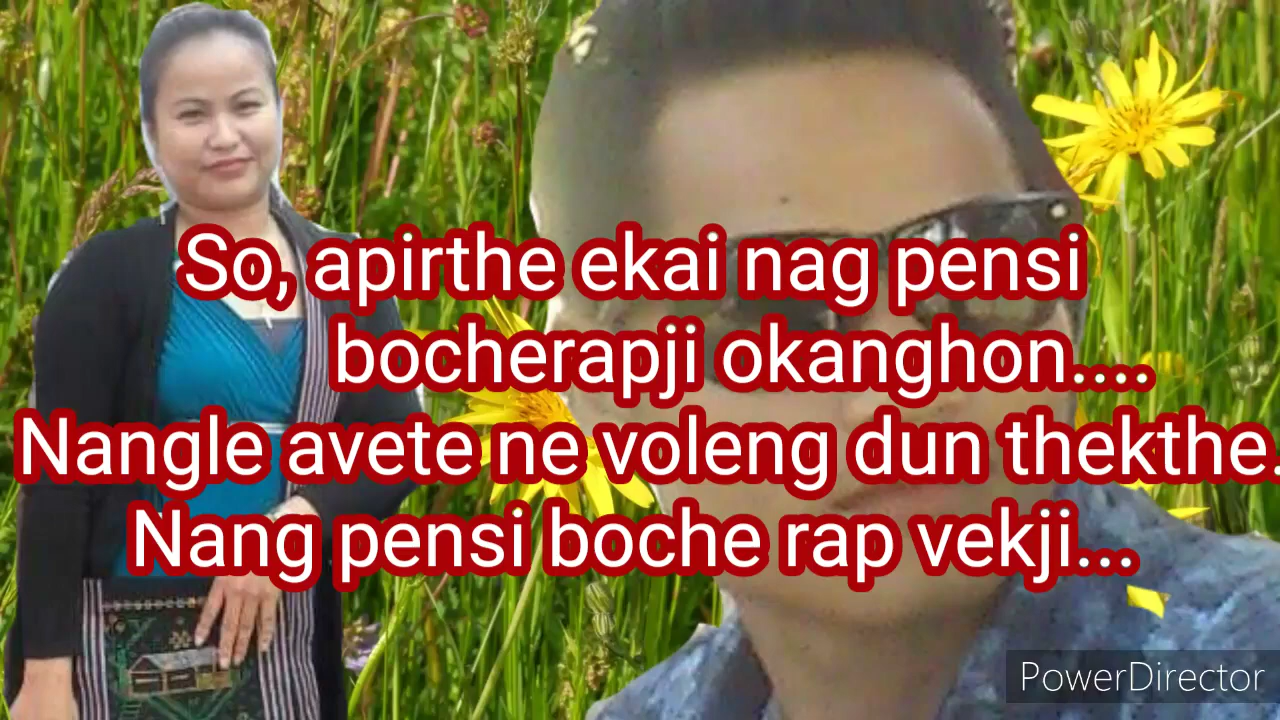 So, apirthe ekai nag pensi
bocherapji okanghon....
Nangle avete ne voleng dun thekthe.
Nang pensi boche rap vekji...
PowerDirector